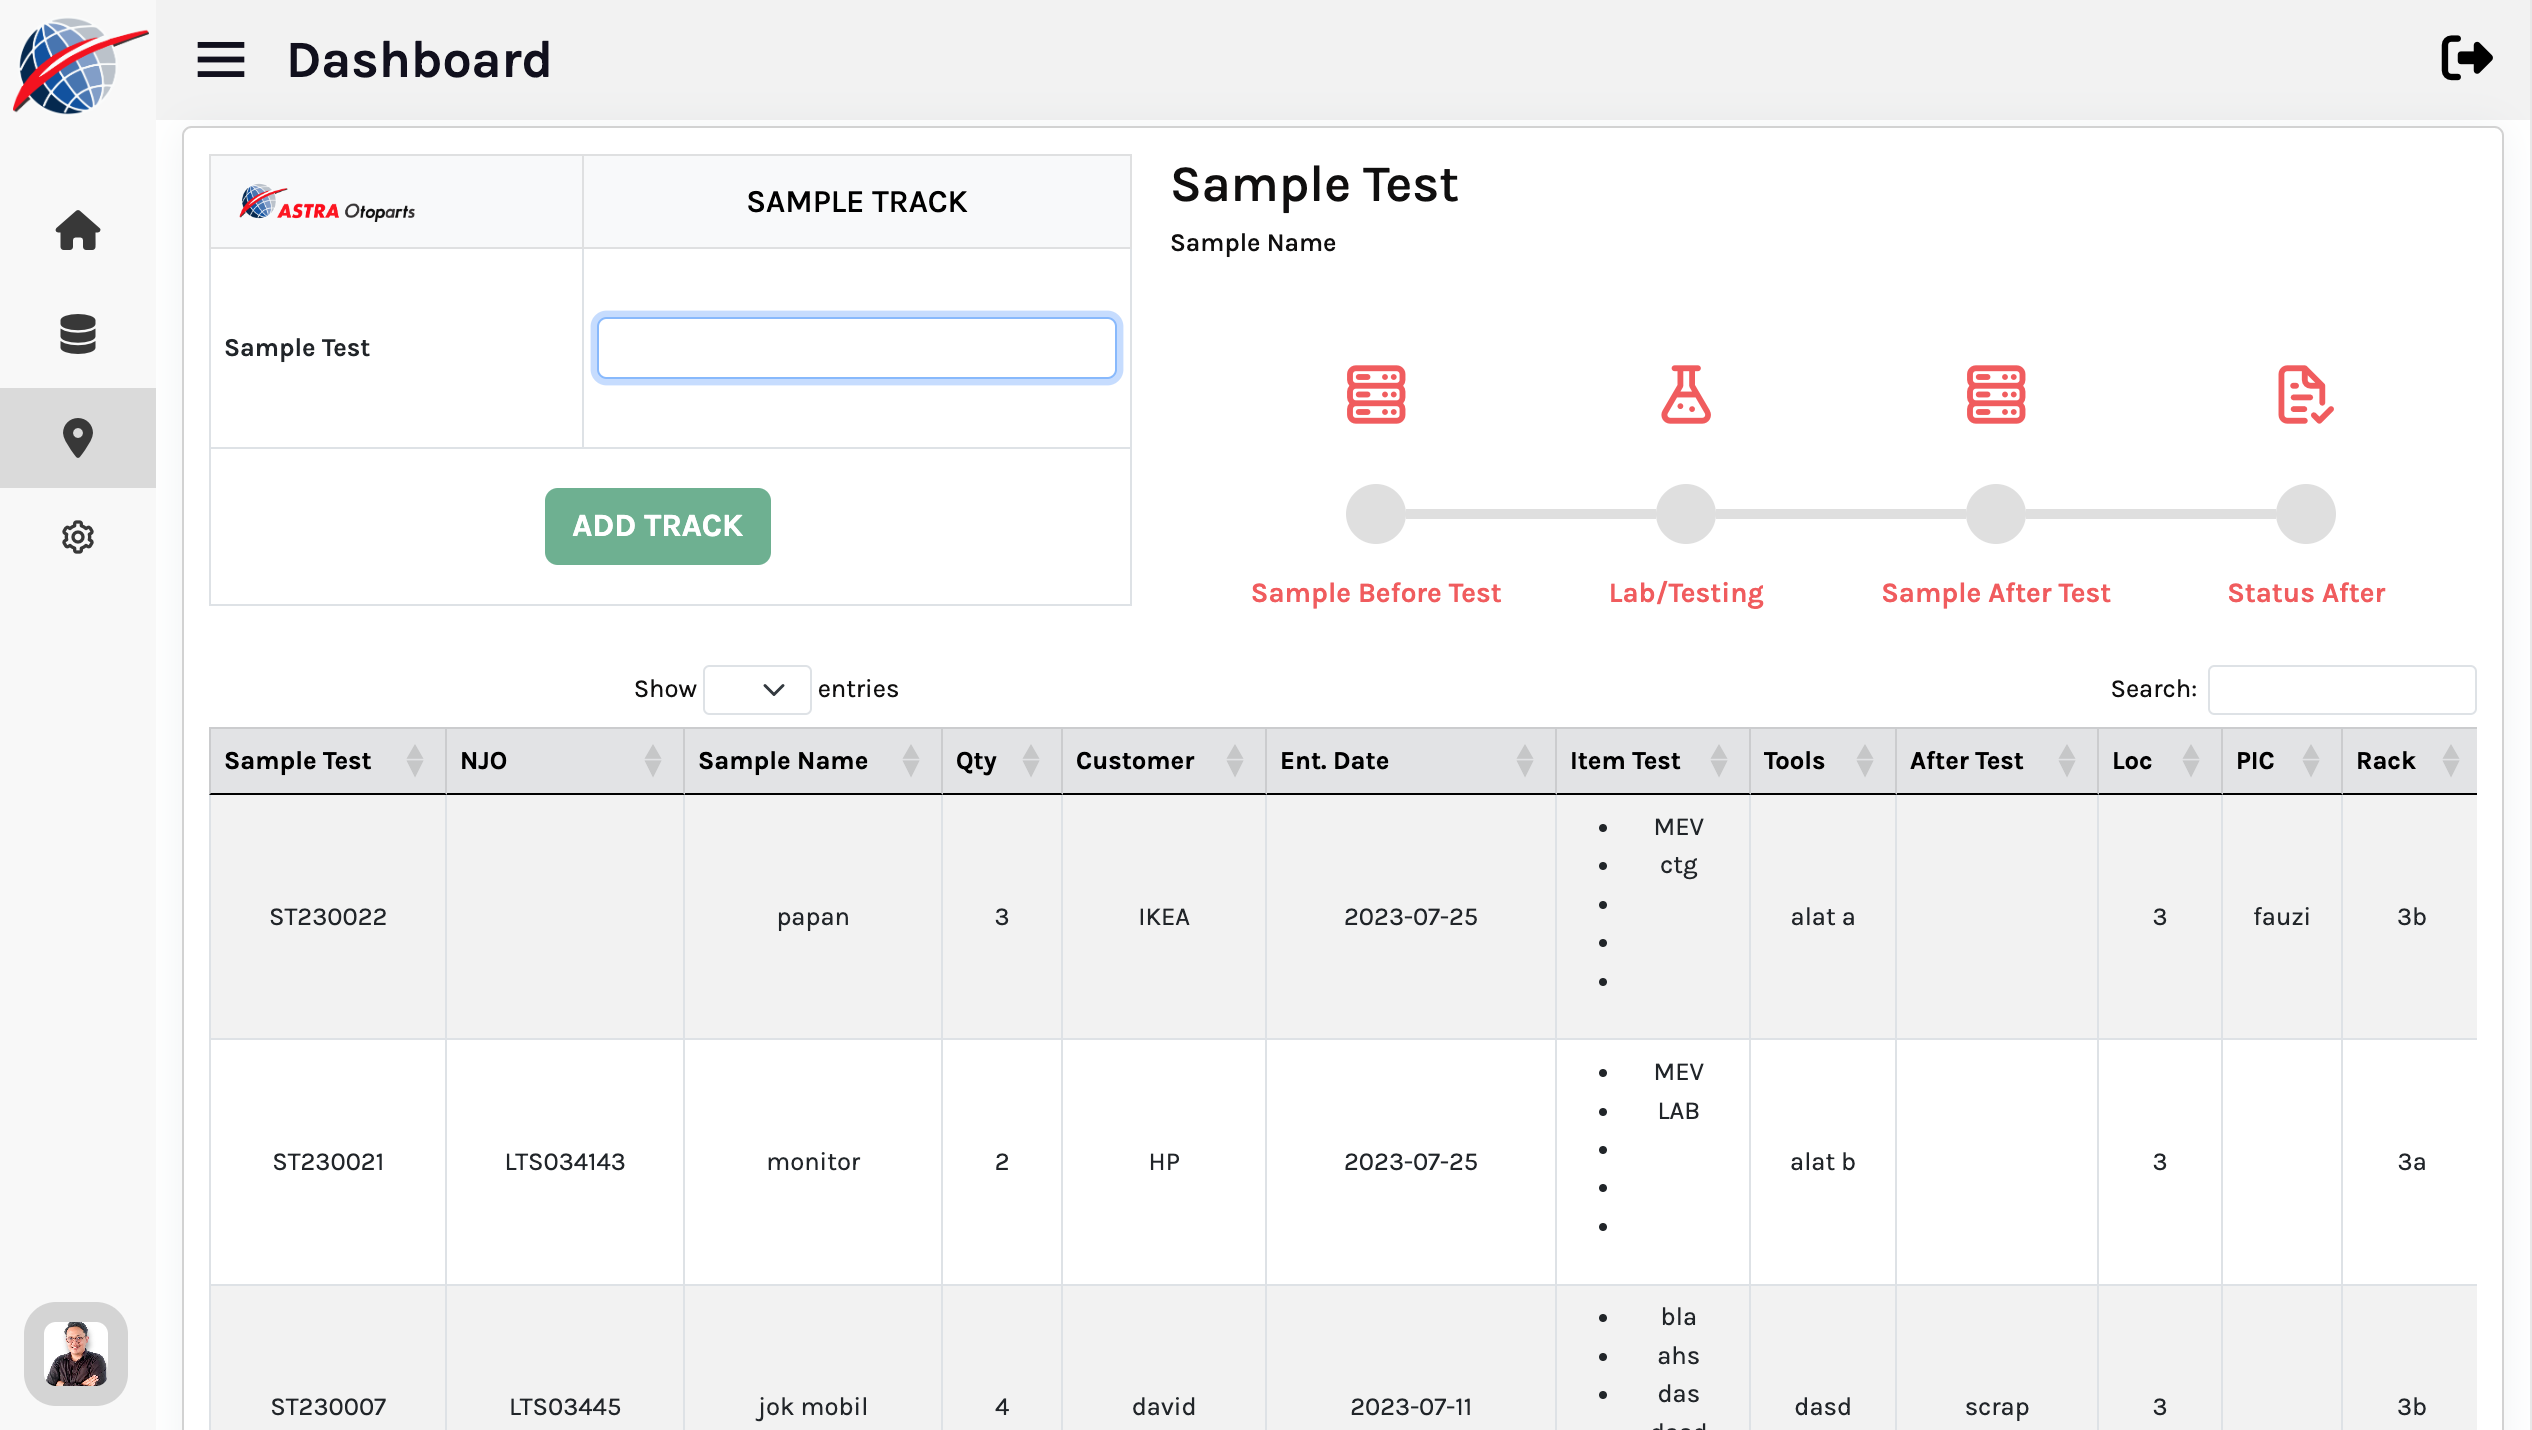 Dashboard
ASTRA Otoparts
SAMPLE TRACK
Sample Test
ADD TRACK
Sample Test
Sample Name
Sample Before Test
Lab/Testing
Sample After Test
Status After
Show entries
Search:
Sample Test NJO Sample Name Qty Customer Ent. Date Item Test Tools After Test Loc PIC Rack
ST230022 papan 3 IKEA 2023-07-25 MEV
ctg
alat a 3 fauzi 3b
ST230021 LTS034143 monitor 2 HP 2023-07-25 MEV
LAB
alat b 3 3a
ST230007 LTS03445 jok mobil 4 david 2023-07-11 bla
ahs
das
dasd scrap 3 3b